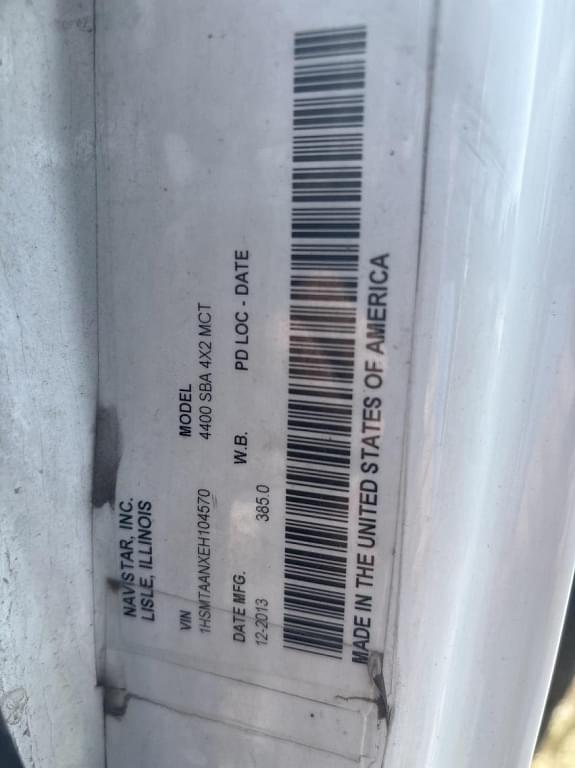 NAVISTAR, INC.
LISLE, ILLINOIS
VIN MODEL
1HSMTAANXEH104570 4400 SBA 4X2 MCT
DATE MFG. W.B. PD LOC - DATE
12-2013 385.0
MADE IN THE UNITED STATES OF AMERICA